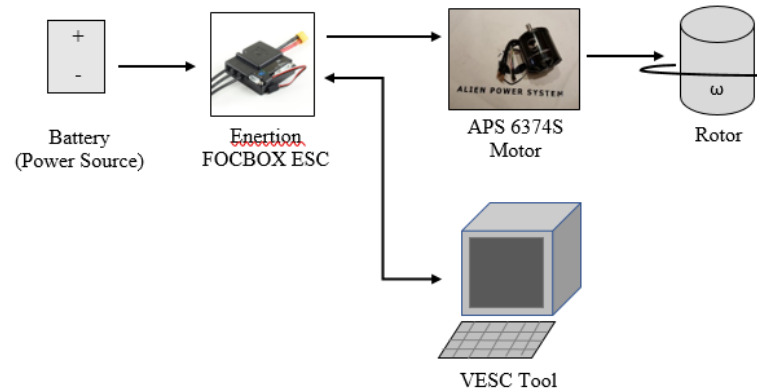 +
-
Battery
(Power Source)
Enertion
FOCBOX ESC
ALIEN POWER SYSTEM
APS 6374S
Motor
ω
Rotor
VESC Tool